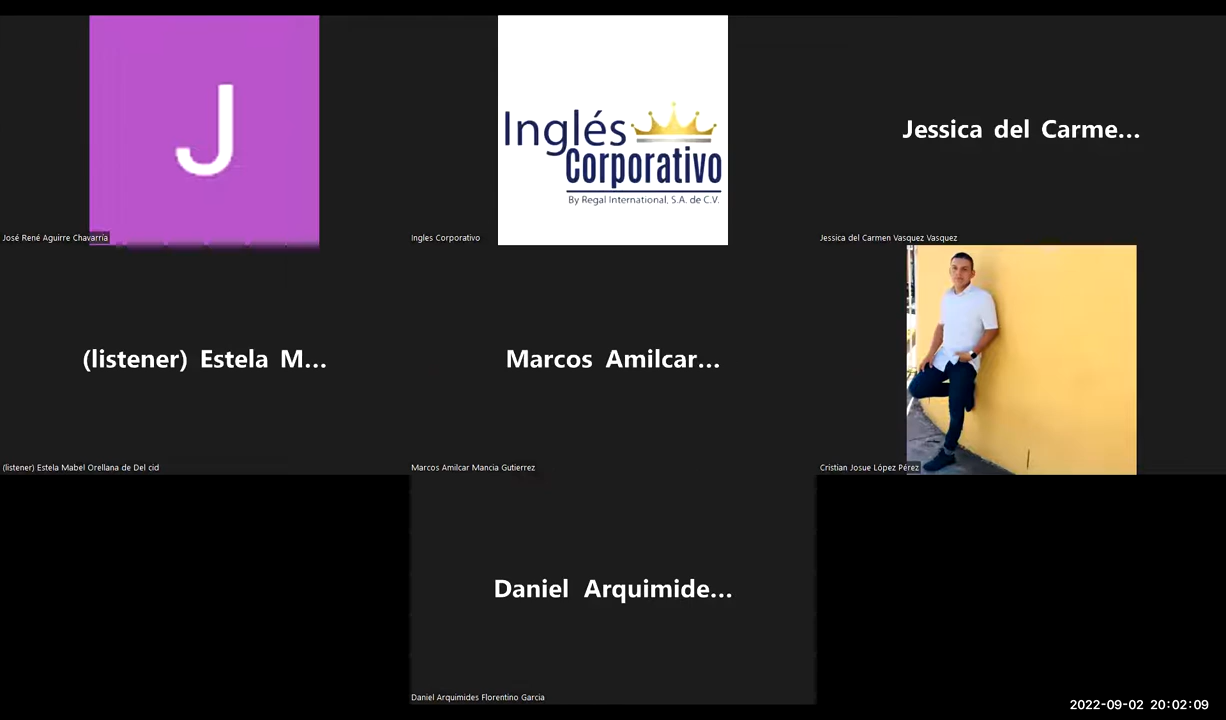 J
Inglés
Corporativo
By Regal International, S.A. de C.V.
Jessica del Carme...
José René Aguirre Chavarría
Ingles Corporativo
Jessica del Carmen Vasquez Vasquez
(listener) Estela M...
Marcos Amilcar...
(listener) Estela Mabel Orellana de Del cid
Marcos Amilcar Mancia Gutierrez
Cristian Josue López Pérez
Daniel Arquimide...
Daniel Arquimides Florentino Garcia
2022-09-02 20:02:09